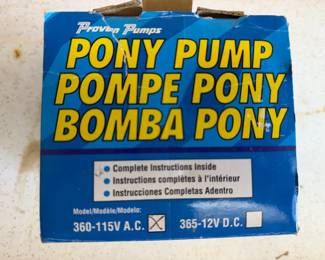 Proven Pumps
PONY PUMP
POMPE PONY
BOMBA PONY
• Complete Instructions Inside
• Instructions complètes à l'intérieur
• Instrucciones Completas Adentro
Model/Modèle/Modelo:
360-115V A.C. 365-12V D.C.